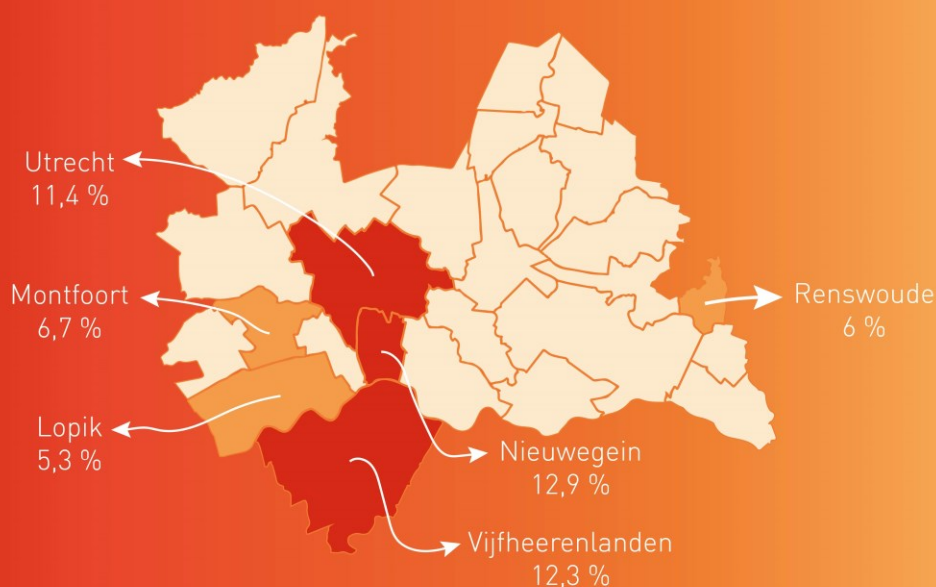 Utrecht
11,4 %
Montfoort
6,7 %
Lopik
5,3 %
Renswoude
6 %
Nieuwegein
12,9 %
Vijfheerenlanden
12,3 %